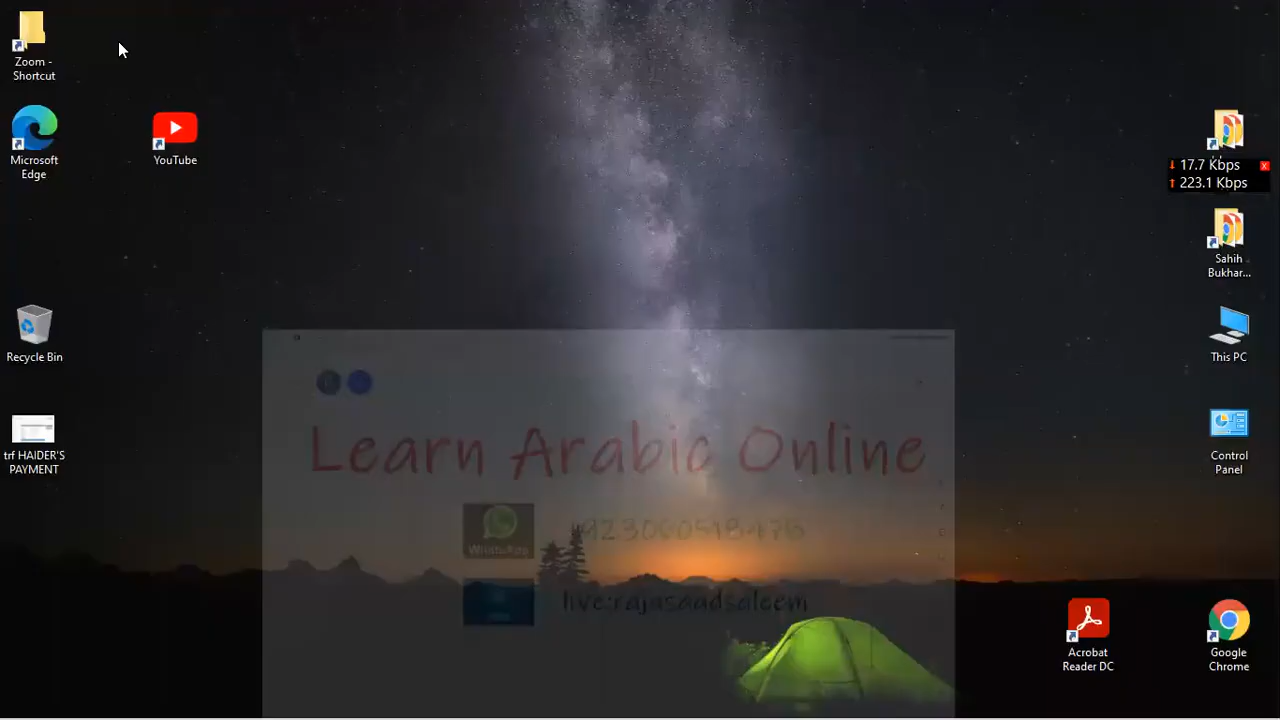 Zoom -
Shortcut
Microsoft
Edge
YouTube
17.7 Kbps
x
223.1 Kbps
Sahih
Bukhar...
Recycle Bin
This PC
trf HAIDER'S
PAYMENT
Control
Panel
Learn Arabic Online
WhatsApp
live:rajasaadsaleem
Acrobat
Reader DC
Google
Chrome